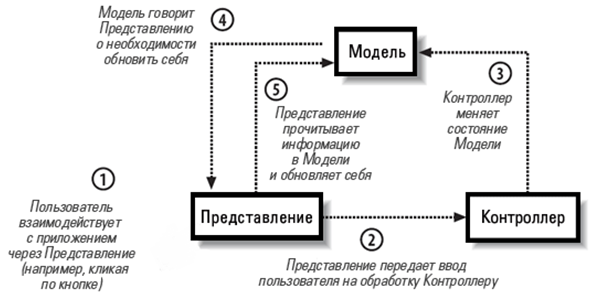 4
Модель говорит
Представлению
о необходимости
обновить себя
Модель
3
Контроллер
меняет
состояние
Модели
5
Представление
прочитывает
информацию
в Модели
и обновляет себя
1
Пользователь
взаимодействует
с приложением
через Представление
(например, кликая
по кнопке)
Представление
Контроллер
2
Представление передает ввод
пользователя на обработку Контроллеру